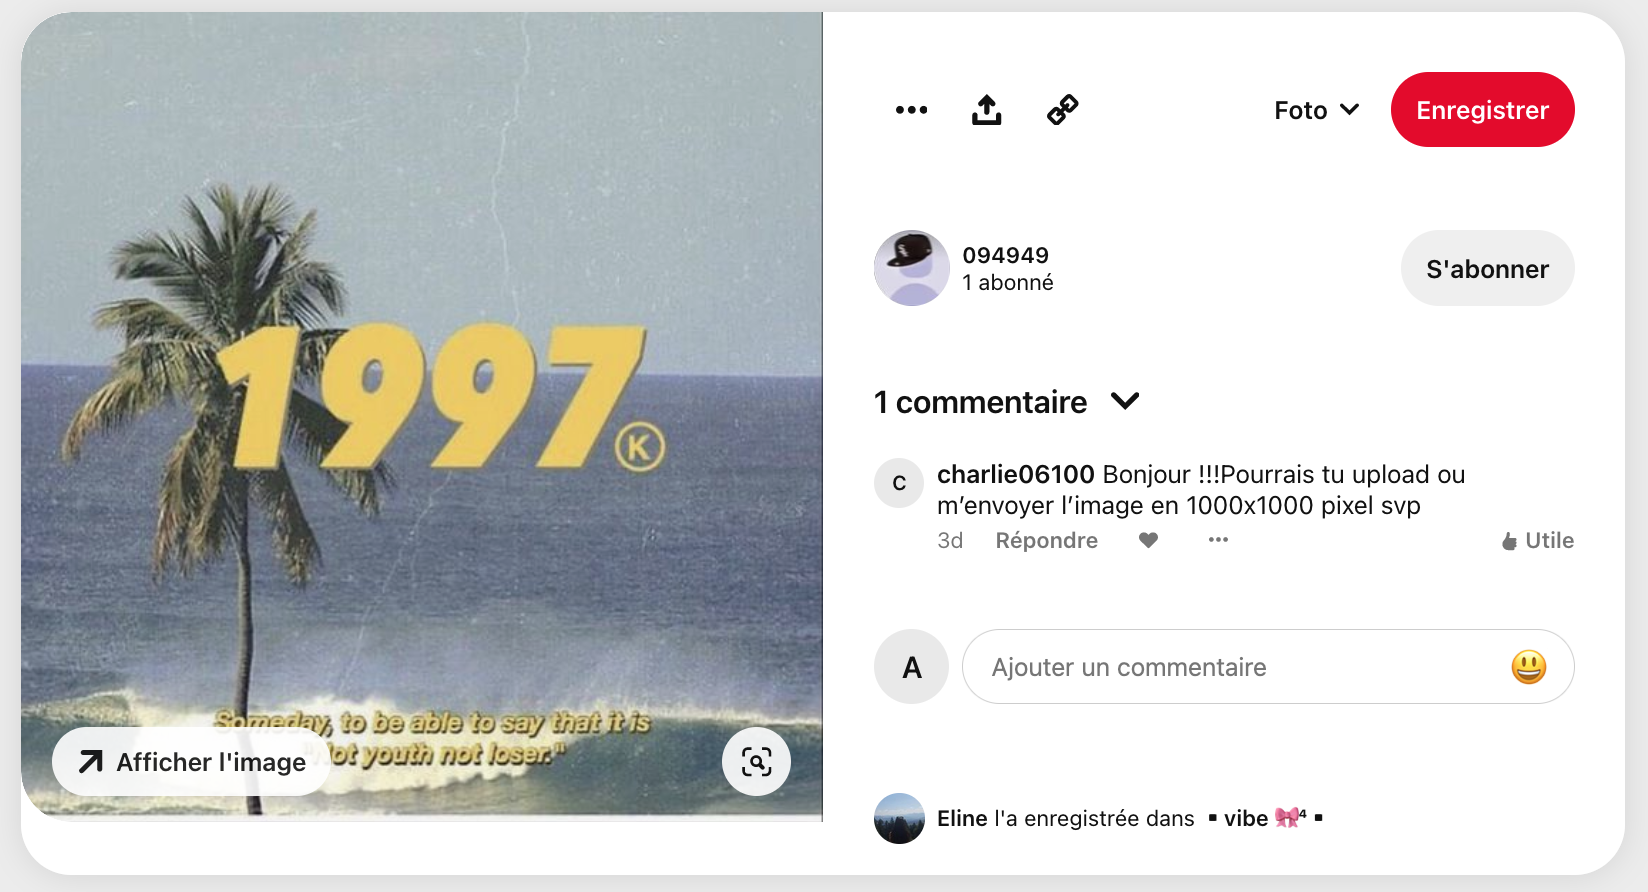 1997
K
Someday, to be able to say that it is
not youth not loser."
Afficher l'image
Foto
Enregistrer
094949
1 abonné
S'abonner
1 commentaire
C
charlie06100 Bonjour !!!Pourrais tu upload ou
m’envoyer l’image en 1000x1000 pixel svp
3d
Répondre
Utile
A
Ajouter un commentaire
Eline l'a enregistrée dans ▪️vibe 🎀⁴▪️